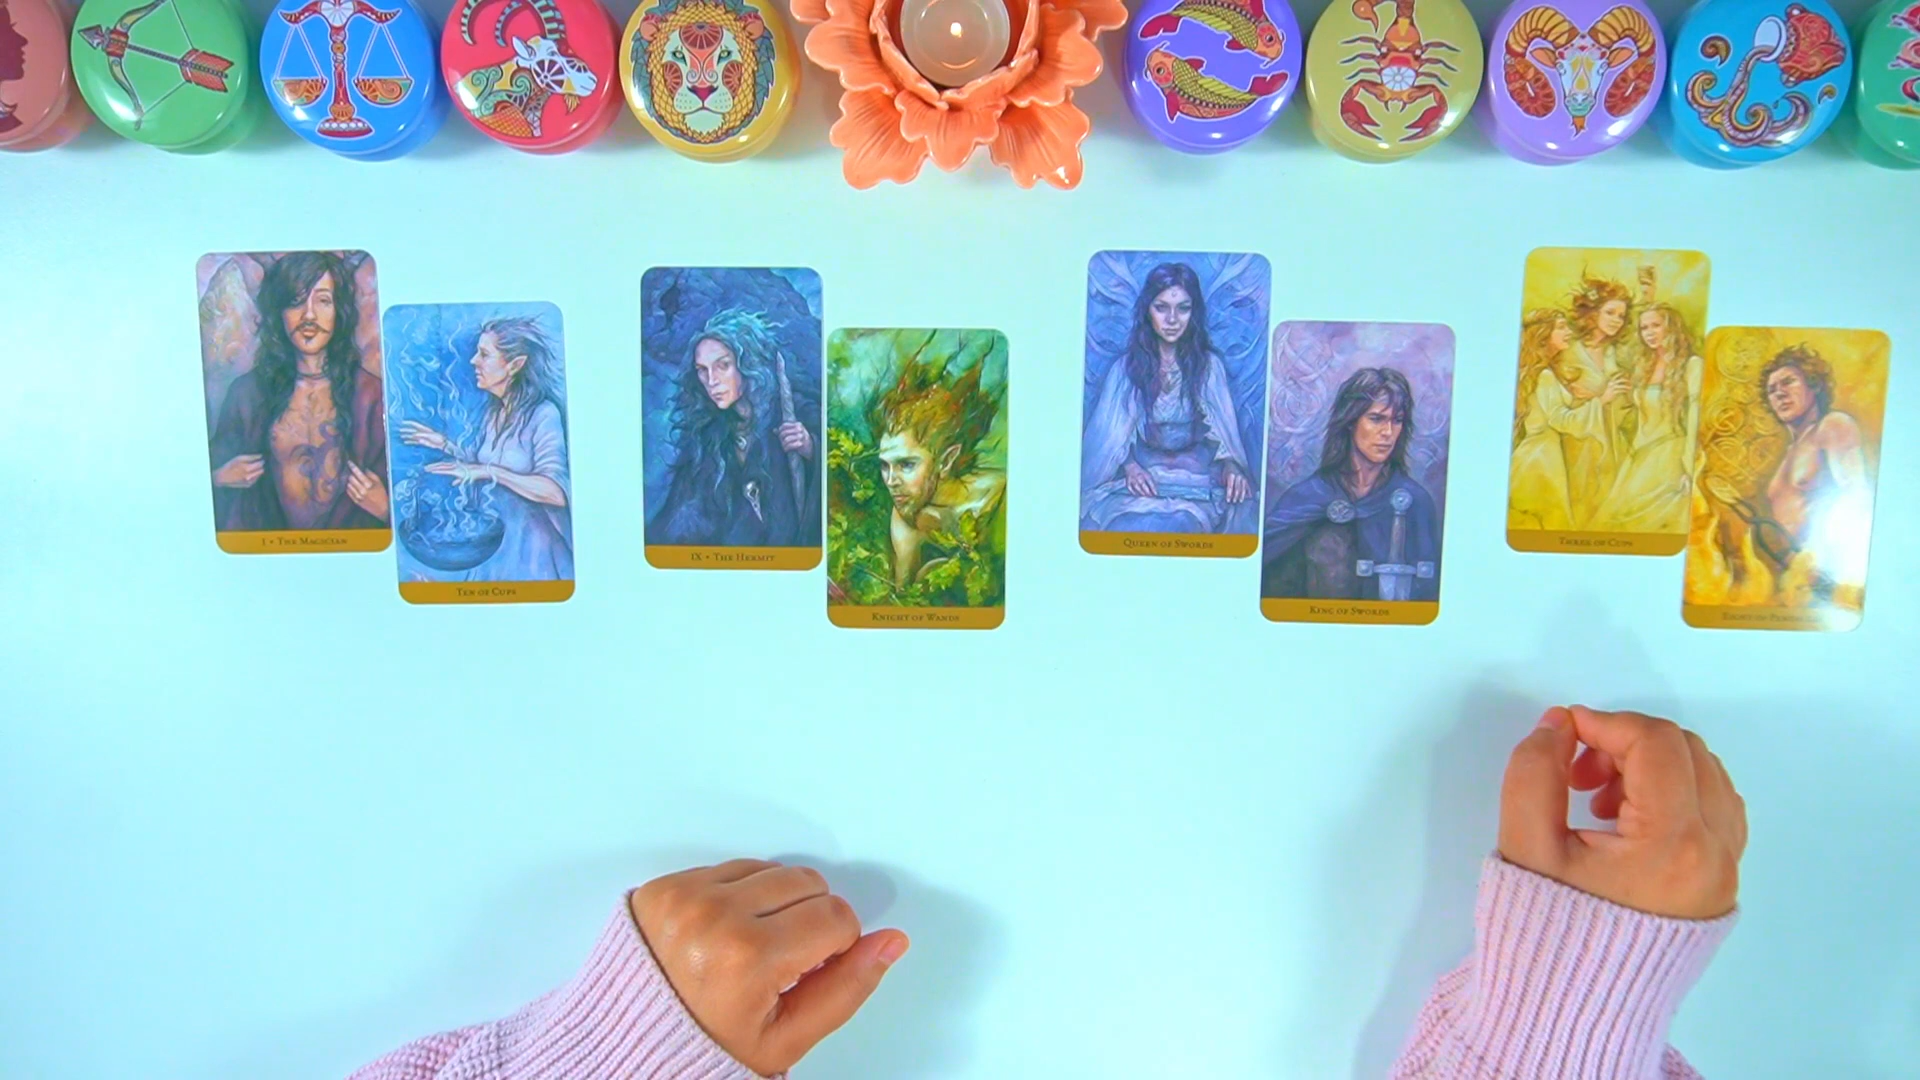 I • The Magician
Ten of Cups
IX • The Hermit
Knight of Wands
Queen of Swords
King of Swords
Three of Cups